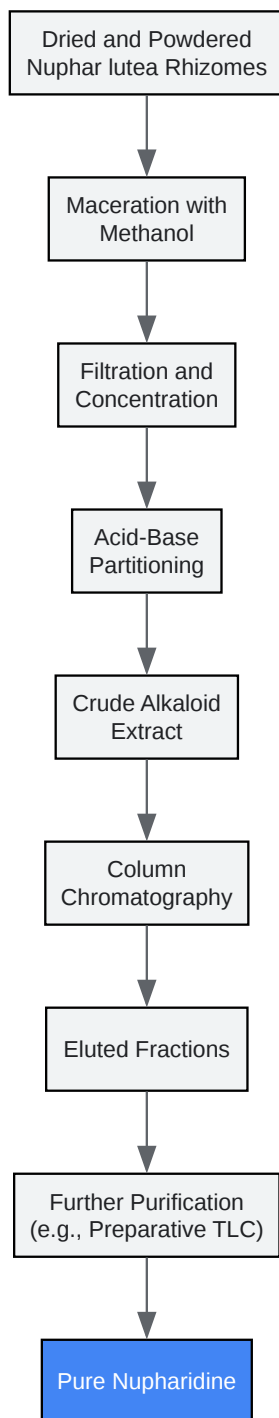 Dried and Powdered
Nuphar lutea Rhizomes
Maceration with
Methanol
Filtration and
Concentration
Acid-Base
Partitioning
Crude Alkaloid
Extract
Column
Chromatography
Eluted Fractions
Further Purification
(e.g., Preparative TLC)
Pure Nupharidine